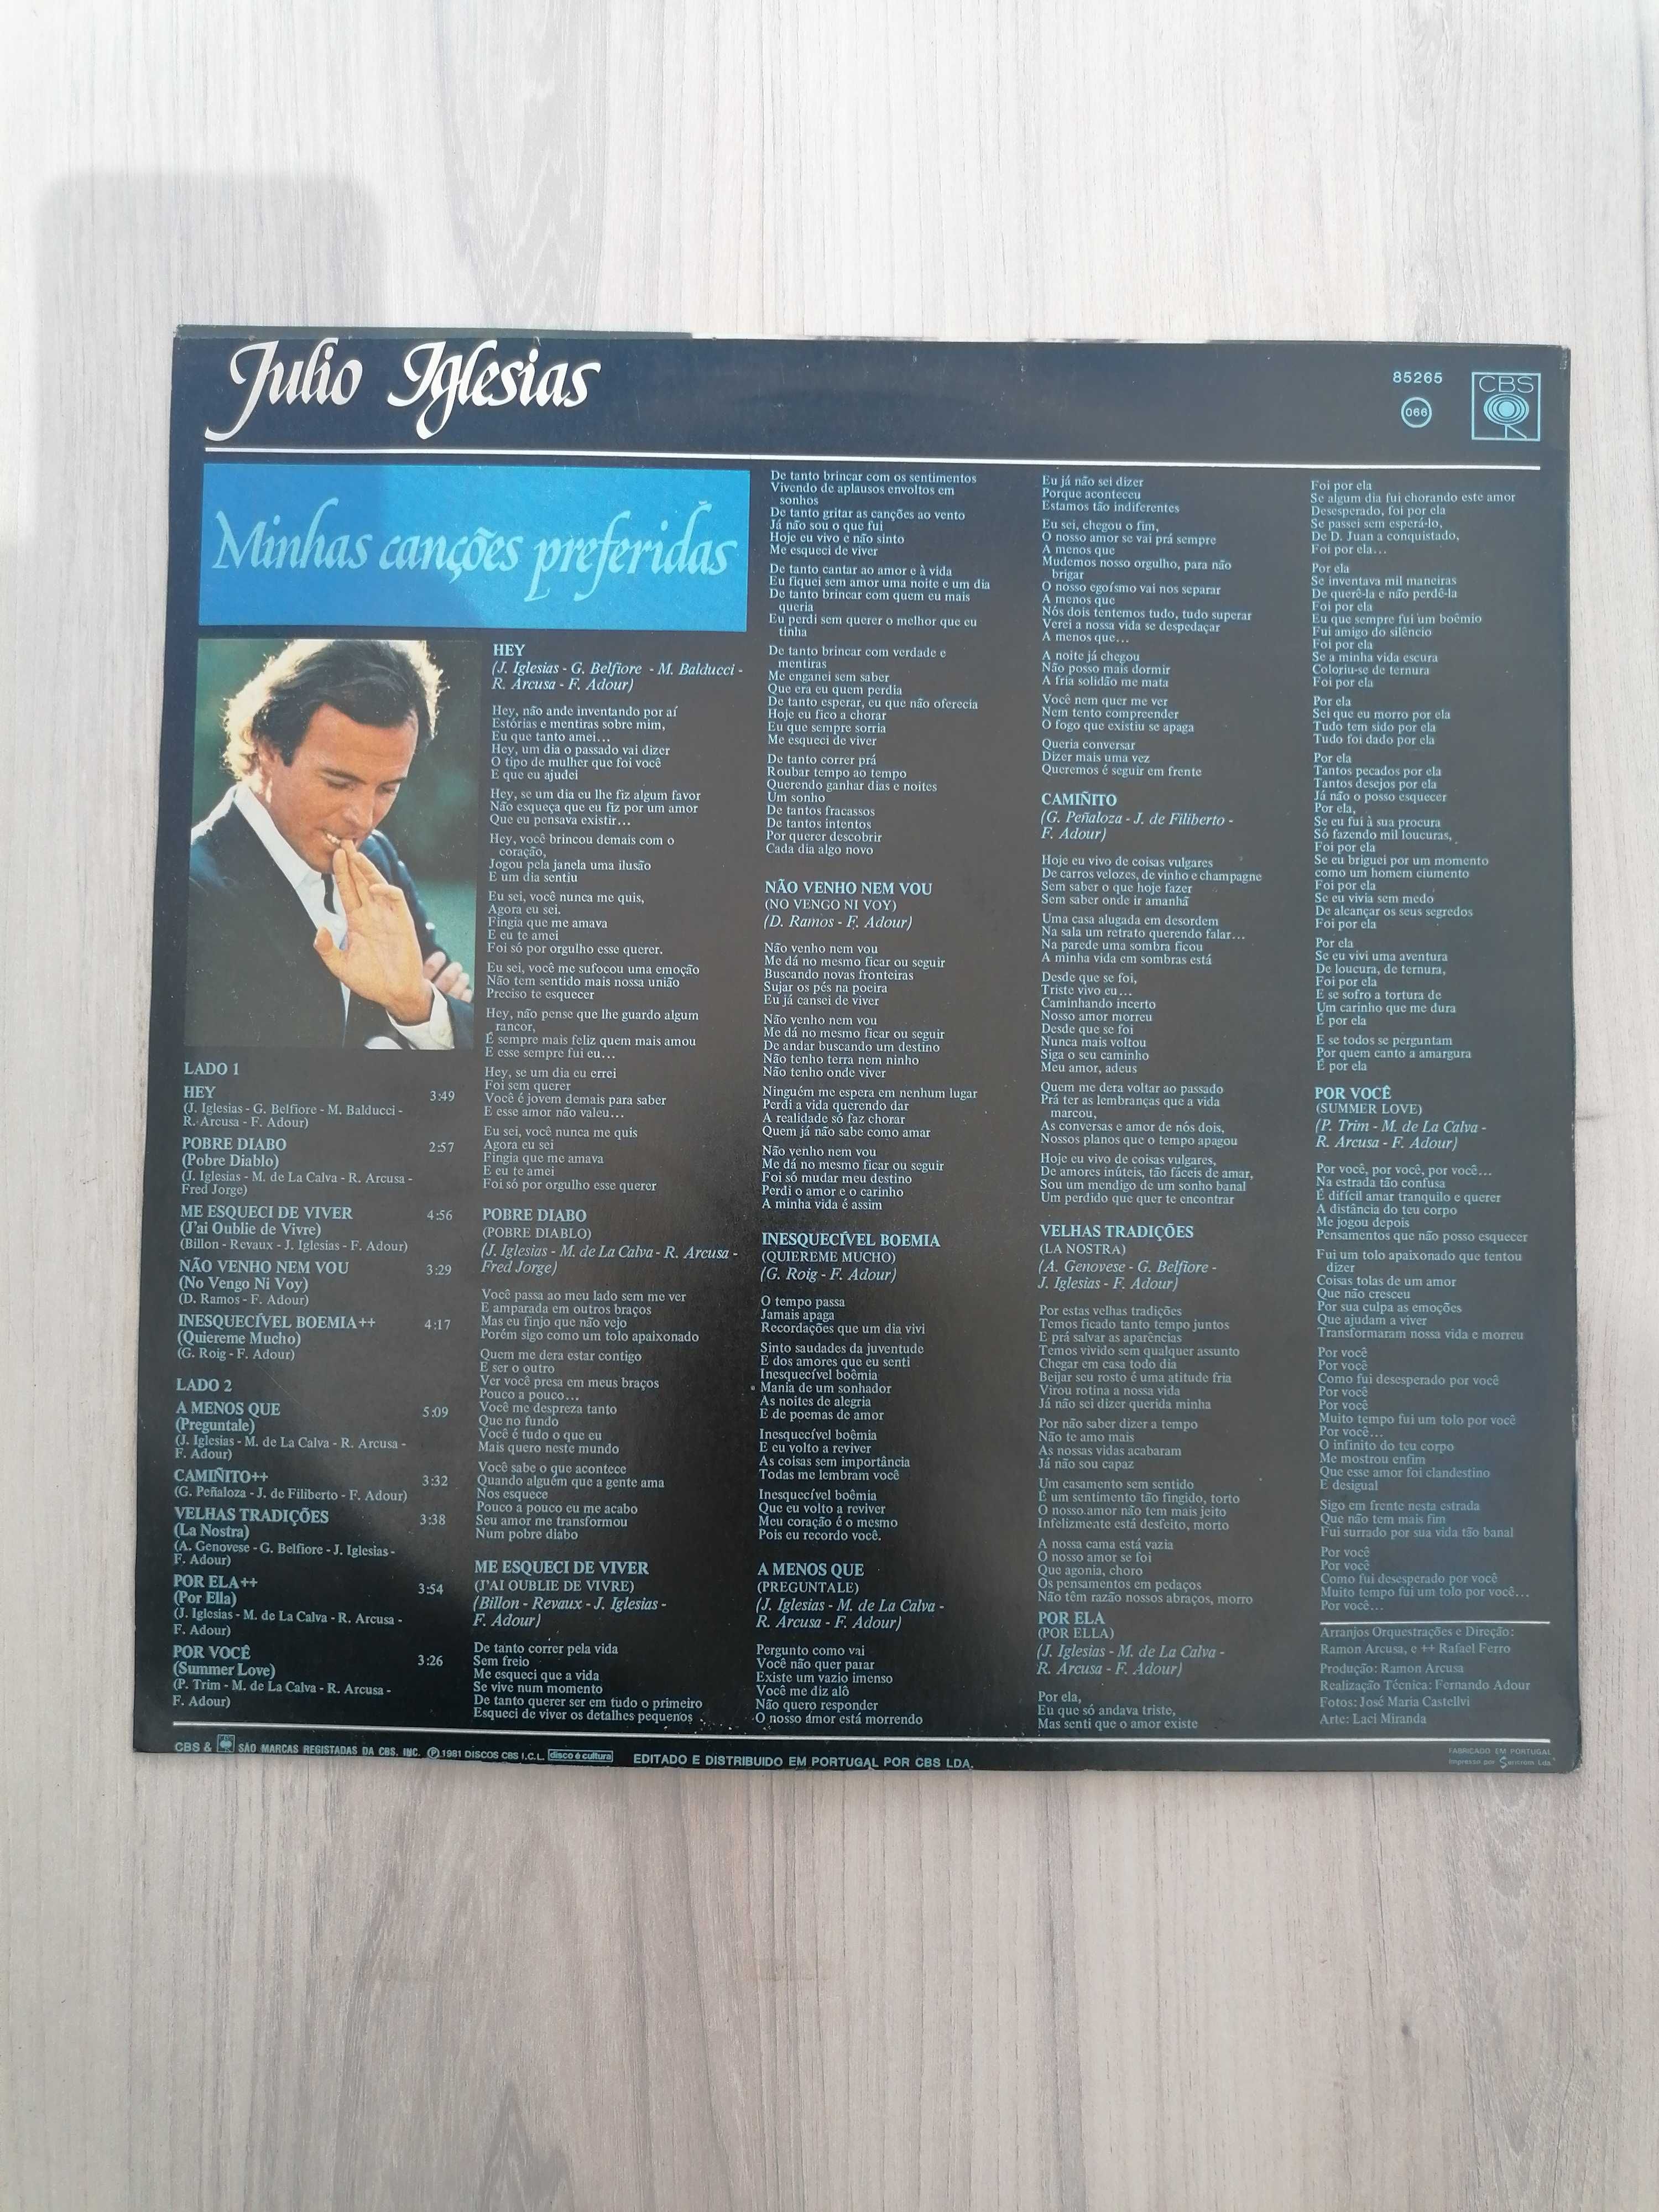 Julio Iglesias
85265
066
CBS
Minhas canções preferidas
LADO 1
HEY 3:49
(J. Iglesias - G. Belfiore - M. Balducci -
R. Arcusa - F. Adour)
POBRE DIABO 2:57
(Pobre Diablo)
(J. Iglesias - M. de La Calva - R. Arcusa -
Fred Jorge)
ME ESQUECI DE VIVER 4:56
(J'ai Oublie de Vivre)
(Billon - Revaux - J. Iglesias - F. Adour)
NÃO VENHO NEM VOU 3:29
(No Vengo Ni Voy)
(D. Ramos - F. Adour)
INESQUECÍVEL BOEMIA++ 4:17
(Quiereme Mucho)
(G. Roig - F. Adour)
LADO 2
A MENOS QUE 5:09
(Preguntale)
(J. Iglesias - M. de La Calva - R. Arcusa -
F. Adour)
CAMIÑITO++ 3:32
(G. Peñaloza - J. de Filiberto - F. Adour)
VELHAS TRADIÇÕES 3:38
(La Nostra)
(A. Genovese - G. Belfiore - J. Iglesias -
F. Adour)
POR ELA++ 3:54
(Por Ella)
(J. Iglesias - M. de La Calva - R. Arcusa -
F. Adour)
POR VOCÊ 3:26
(Summer Love)
(P. Trim - M. de La Calva - R. Arcusa -
F. Adour)
HEY
(J. Iglesias - G. Belfiore - M. Balducci -
R. Arcusa - F. Adour)
Hey, não ande inventando por aí
Estórias e mentiras sobre mim,
Eu que tanto amei...
Hey, um dia o passado vai dizer
O tipo de mulher que foi você
E que eu ajudei
Hey, se um dia eu lhe fiz algum favor
Não esqueça que eu fiz por um amor
Que eu pensava existir...
Hey, você brincou demais com o
coração,
Jogou pela janela uma ilusão
E um dia sentiu
Eu sei, você nunca me quis,
Agora eu sei.
Fingia que me amava
E eu te amei
Foi só por orgulho esse querer.
Eu sei, você me sufocou uma emoção
Não tem sentido mais nossa união
Preciso te esquecer
Hey, não pense que lhe guardo algum
rancor,
É sempre mais feliz quem mais amou
E esse sempre fui eu...
Hey, se um dia eu errei
Foi sem querer
Você é jovem demais para saber
E esse amor não valeu...
Eu sei, você nunca me quis
Agora eu sei
Fingia que me amava
E eu te amei
Foi só por orgulho esse querer
POBRE DIABO
(POBRE DIABLO)
(J. Iglesias - M. de La Calva - R. Arcusa -
Fred Jorge)
Você passa ao meu lado sem me ver
E amparada em outros braços
Mas eu finjo que não vejo
Porém sigo como um tolo apaixonado
Quem me dera estar contigo
E ser o outro
Ver você presa em meus braços
Pouco a pouco...
Você me despreza tanto
Que no fundo
Você é tudo o que eu
Mais quero neste mundo
Você sabe o que acontece
Quando alguém que a gente ama
Nos esquece
Pouco a pouco eu me acabo
Seu amor me transformou
Num pobre diabo
ME ESQUECI DE VIVER
(J'AI OUBLIE DE VIVRE)
(Billon - Revaux - J. Iglesias -
F. Adour)
De tanto correr pela vida
Sem freio
Me esqueci que a vida
Se vive num momento
De tanto querer ser em tudo o primeiro
Esqueci de viver os detalhes pequenos
De tanto brincar com os sentimentos
Vivendo de aplausos envoltos em
sonhos
De tanto gritar as canções ao vento
Já não sou o que fui
Hoje eu vivo e não sinto
Me esqueci de viver
De tanto cantar ao amor e à vida
Eu fiquei sem amor uma noite e um dia
De tanto brincar com quem eu mais
queria
Eu perdi sem querer o melhor que eu
tinha
De tanto brincar com verdade e
mentiras
Me enganei sem saber
Que era eu quem perdia
De tanto esperar, eu que não oferecia
Hoje eu fico a chorar
Eu que sempre sorria
Me esqueci de viver
De tanto correr prá
Roubar tempo ao tempo
Querendo ganhar dias e noites
Um sonho
De tantos fracassos
De tantos intentos
Por querer descobrir
Cada dia algo novo
NÃO VENHO NEM VOU
(NO VENGO NI VOY)
(D. Ramos - F. Adour)
Não venho nem vou
Me dá no mesmo ficar ou seguir
Buscando novas fronteiras
Sujar os pés na poeira
Eu já cansei de viver
Não venho nem vou
Me dá no mesmo ficar ou seguir
De andar buscando um destino
Não tenho terra nem ninho
Não tenho onde viver
Ninguém me espera em nenhum lugar
Perdi a vida querendo dar
A realidade só faz chorar
Quem já não sabe como amar
Não venho nem vou
Me dá no mesmo ficar ou seguir
Foi só mudar meu destino
Perdi o amor e o carinho
A minha vida é assim
INESQUECÍVEL BOEMIA
(QUIEREME MUCHO)
(G. Roig - F. Adour)
O tempo passa
Jamais apaga
Recordações que um dia vivi
Sinto saudades da juventude
E dos amores que eu senti
Inesquecível boêmia
Mania de um sonhador
As noites de alegria
E de poemas de amor
Inesquecível boêmia
E eu volto a reviver
As coisas sem importância
Todas me lembram você
Inesquecível boêmia
Que eu volto a reviver
Meu coração é o mesmo
Pois eu recordo você.
A MENOS QUE
(PREGUNTALE)
(J. Iglesias - M. de La Calva -
R. Arcusa - F. Adour)
Pergunto como vai
Você não quer parar
Existe um vazio imenso
Você me diz alô
Não quero responder
O nosso amor está morrendo
Eu já não sei dizer
Porque aconteceu
Estamos tão indiferentes
Eu sei, chegou o fim,
O nosso amor se vai prá sempre
A menos que
Mudemos nosso orgulho, para não
brigar
O nosso egoísmo vai nos separar
A menos que
Nós dois tentemos tudo, tudo superar
Verei a nossa vida se despedaçar
A menos que...
A noite já chegou
Não posso mais dormir
A fria solidão me mata
Você nem quer me ver
Nem tento compreender
O fogo que existiu se apaga
Queria conversar
Dizer mais uma vez
Queremos é seguir em frente
CAMIÑITO
(G. Peñaloza - J. de Filiberto -
F. Adour)
Hoje eu vivo de coisas vulgares
De carros velozes, de vinho e champagne
Sem saber o que hoje fazer
Sem saber onde ir amanhã
Uma casa alugada em desordem
Na sala um retrato querendo falar...
Na parede uma sombra ficou
A minha vida em sombras está
Desde que se foi,
Triste vivo eu...
Caminhando incerto
Nosso amor morreu
Desde que se foi
Nunca mais voltou
Siga o seu caminho
Meu amor, adeus
Quem me dera voltar ao passado
Prá ter as lembranças que a vida
marcou,
As conversas e amor de nós dois,
Nossos planos que o tempo apagou
Hoje eu vivo de coisas vulgares,
De amores inúteis, tão fáceis de amar,
Sou um mendigo de um sonho banal
Um perdido que quer te encontrar
VELHAS TRADIÇÕES
(LA NOSTRA)
(A. Genovese - G. Belfiore -
J. Iglesias - F. Adour)
Por estas velhas tradições
Temos ficado tanto tempo juntos
E prá salvar as aparências
Temos vivido sem qualquer assunto
Chegar em casa todo dia
Beijar seu rosto é uma atitude fria
Virou rotina a nossa vida
Já não sei dizer querida minha
Por não saber dizer a tempo
Não te amo mais
As nossas vidas acabaram
Já não sou capaz
Um casamento sem sentido
É um sentimento tão fingido, torto
O nosso amor não tem mais jeito
Infelizmente está desfeito, morto
A nossa cama está vazia
O nosso amor se foi
Que agonia, choro
Os pensamentos em pedaços
Não têm razão nossos abraços, morro
POR ELA
(POR ELLA)
(J. Iglesias - M. de La Calva -
R. Arcusa - F. Adour)
Por ela,
Eu que só andava triste,
Mas senti que o amor existe
Foi por ela
Se algum dia fui chorando este amor
Desesperado, foi por ela
Se passei sem esperá-lo,
De D. Juan a conquistado,
Foi por ela...
Por ela
Se inventava mil maneiras
De querê-la e não perdê-la
Foi por ela
Eu que sempre fui um boêmio
Fui amigo do silêncio
Foi por ela
Se a minha vida escura
Coloriu-se de ternura
Foi por ela
Por ela
Sei que eu morro por ela
Tudo tem sido por ela
Tudo foi dado por ela
Por ela
Tantos pecados por ela
Tantos desejos por ela
Já não o posso esquecer
Por ela,
Se eu fui à sua procura
Só fazendo mil loucuras,
Foi por ela
Se eu briguei por um momento
como um homem ciumento
Foi por ela
Se eu vivia sem medo
De alcançar os seus segredos
Foi por ela
Por ela
Se eu vivi uma aventura
De loucura, de ternura,
Foi por ela
E se sofro a tortura de
Um carinho que me dura
É por ela
E se todos se perguntam
Por quem canto a amargura
É por ela
POR VOCÊ
(SUMMER LOVE)
(P. Trim - M. de La Calva -
R. Arcusa - F. Adour)
Por você, por você, por você...
Na estrada tão confusa
É difícil amar tranquilo e querer
A distância do teu corpo
Me jogou depois
Pensamentos que não posso esquecer
Fui um tolo apaixonado que tentou
dizer
Coisas tolas de um amor
Que não cresceu
Por sua culpa as emoções
Que ajudam a viver
Transformaram nossa vida e morreu
Por você
Por você
Como fui desesperado por você
Por você
Por você
Muito tempo fui um tolo por você
Por você...
O infinito do teu corpo
Me mostrou enfim
Que esse amor foi clandestino
E desigual
Sigo em frente nesta estrada
Que não tem mais fim
Fui surrado por sua vida tão banal
Por você
Por você
Como fui desesperado por você
Muito tempo fui um tolo por você...
Por você...
Arranjos Orquestrações e Direção:
Ramon Arcusa, e ++ Rafael Ferro
Produção: Ramon Arcusa
Realização Técnica: Fernando Adour
Fotos: José Maria Castellvi
Arte: Laci Miranda
CBS & SÃO MARCAS REGISTADAS DA CBS. INC. Ⓟ 1981 DISCOS CBS I.C.L. disco é cultura EDITADO E DISTRIBUIDO EM PORTUGAL POR CBS LDA.
FABRICADO EM PORTUGAL
Impresso por Lda.